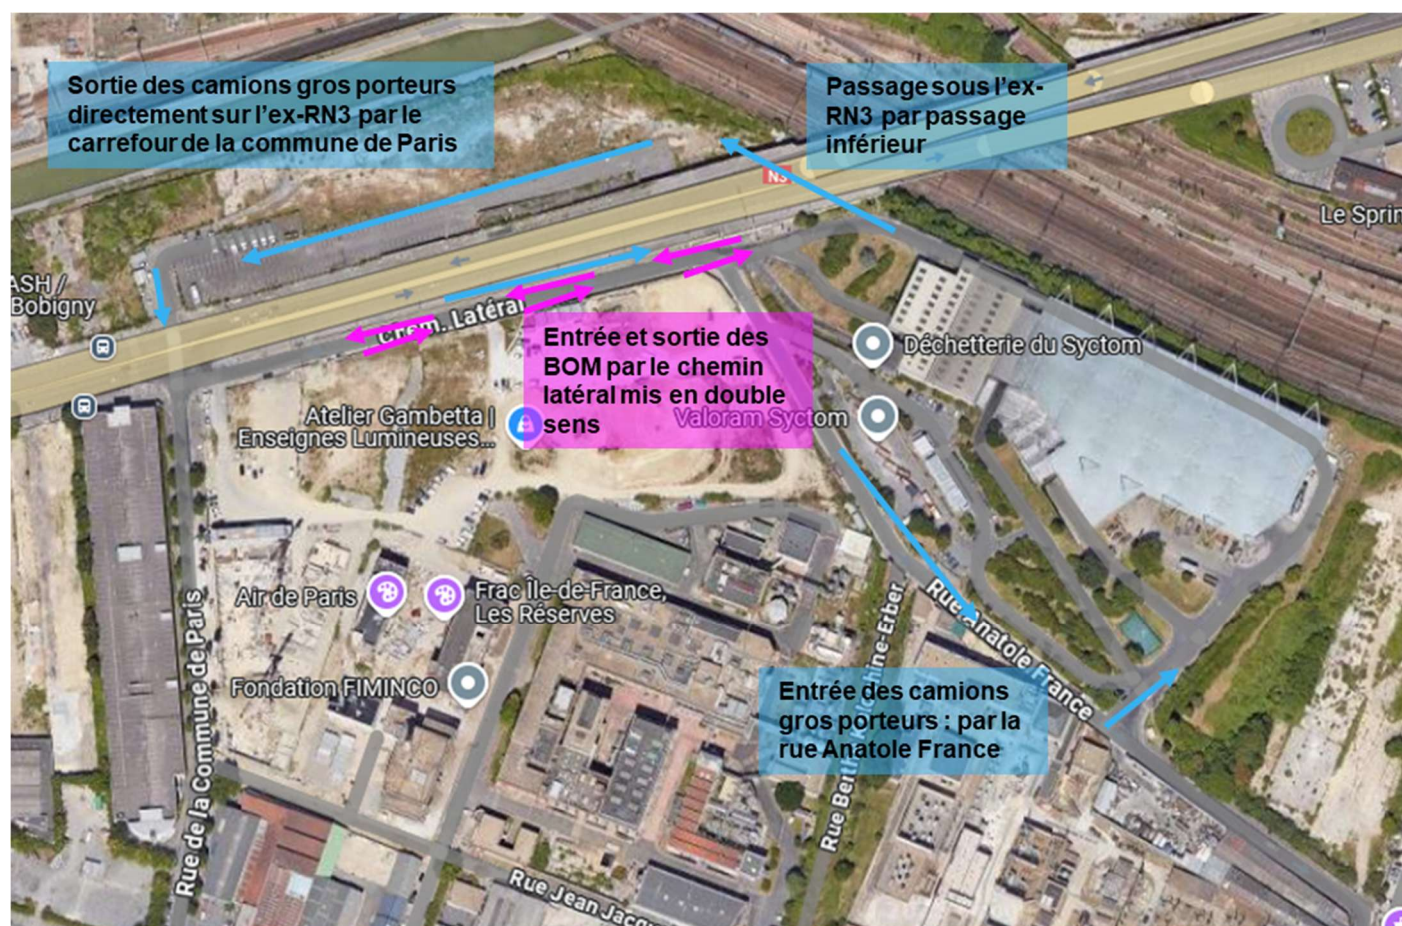 Sortie des camions gros porteurs
directement sur l’ex-RN3 par le
carrefour de la commune de Paris
Passage sous l’ex-
RN3 par passage
inférieur
N3
Le Sprin
ASH /
Bobigny
Chem. Latéral
Entrée et sortie des
BOM par le chemin
latéral mis en double
sens
Déchetterie du Syctom
Valoram Syctom
Atelier Gambetta |
Enseignes Lumineuses...
Air de Paris
Frac Île-de-France,
Les Réserves
Fondation FIMINCO
Rue de la Commune de Paris
Rue Anatole France
Entrée des camions
gros porteurs : par la
rue Anatole France
Rue Jean Jacq